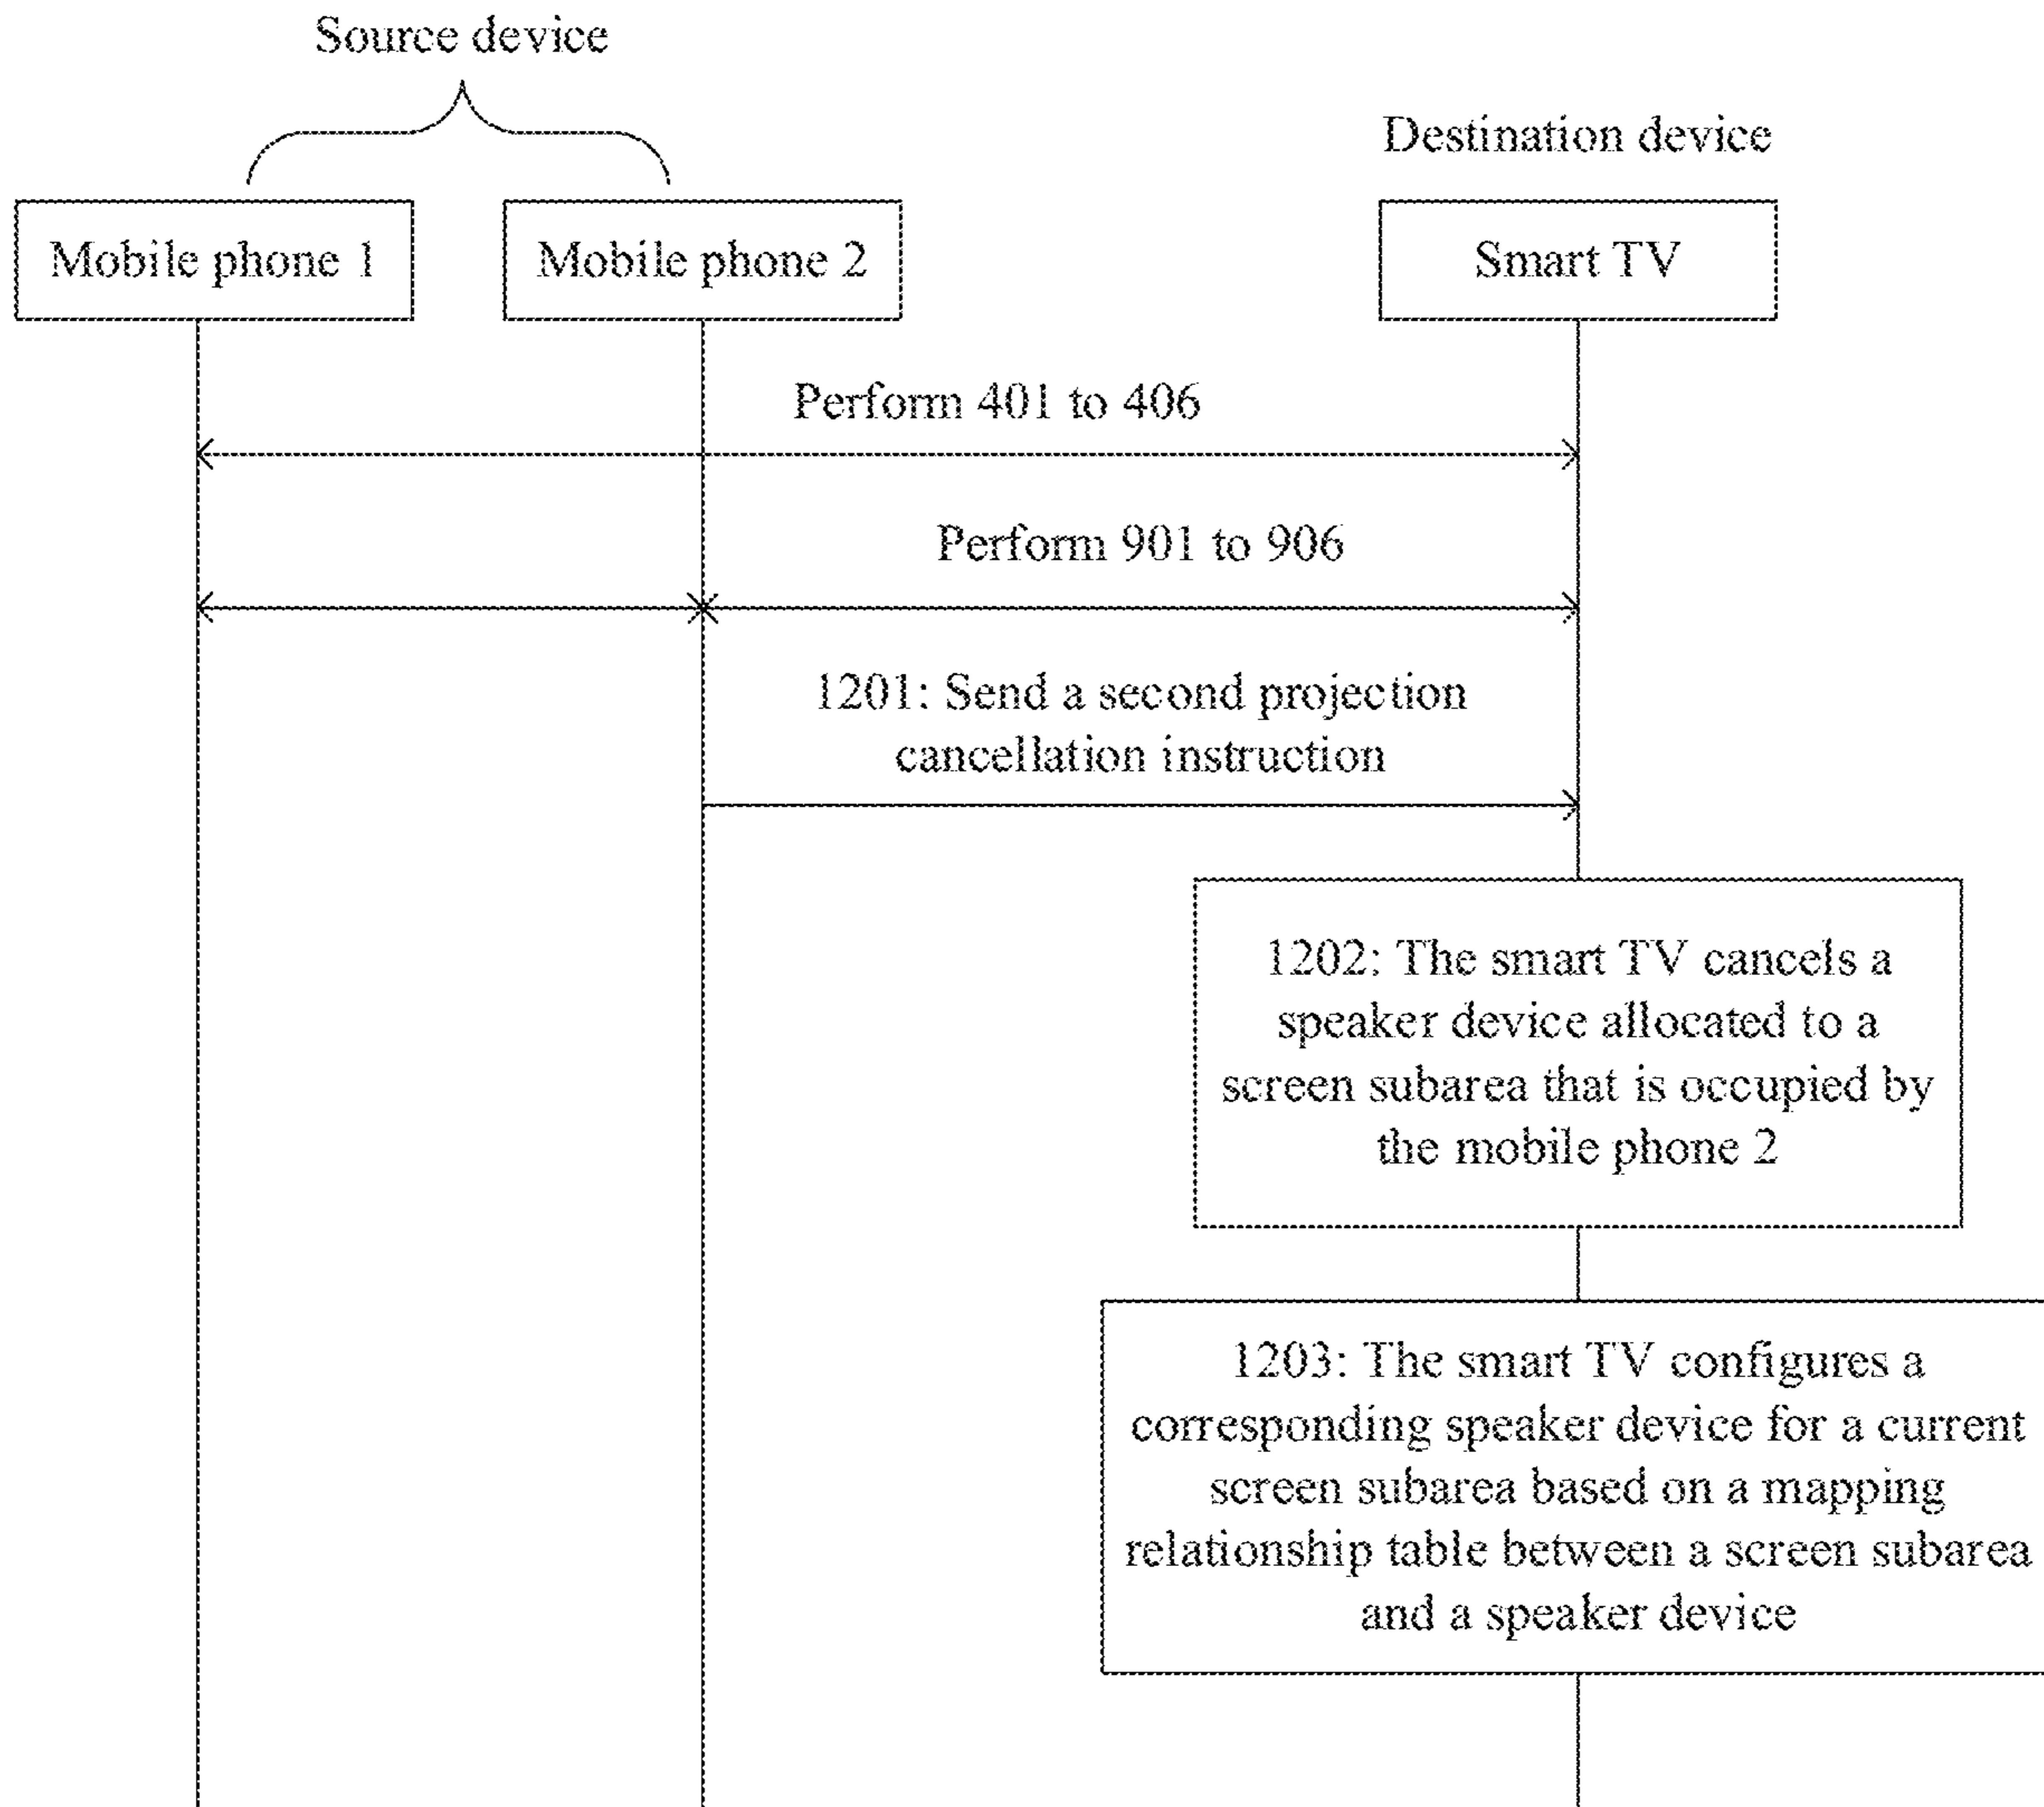 Source device
Destination device
Mobile phone 1
Mobile phone 2
Smart TV
Perform 401 to 406
Perform 901 to 906
1201: Send a second projection
cancellation instruction
1202: The smart TV cancels a
speaker device allocated to a
screen subarea that is occupied by
the mobile phone 2
1203: The smart TV configures a
corresponding speaker device for a current
screen subarea based on a mapping
relationship table between a screen subarea
and a speaker device